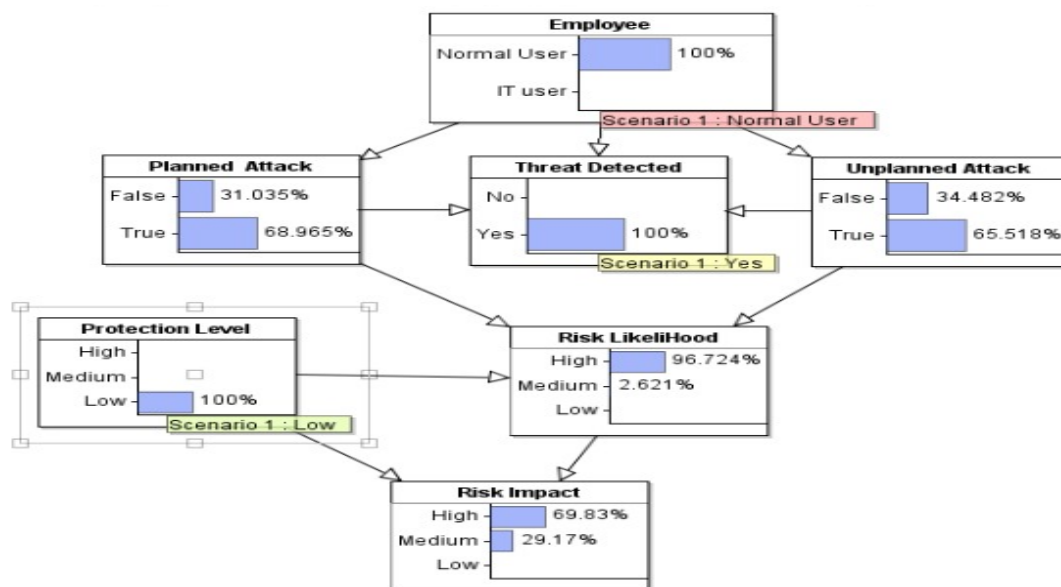 Employee
Normal User 100%
IT user
Scenario 1 : Normal User
Planned Attack
False 31.035%
True 68.965%
Threat Detected
No
Yes 100%
Scenario 1 : Yes
Unplanned Attack
False 34.482%
True 65.518%
Protection Level
High
Medium
Low 100%
Scenario 1 : Low
Risk LikeliHood
High 96.724%
Medium 2.621%
Low
Risk Impact
High 69.83%
Medium 29.17%
Low